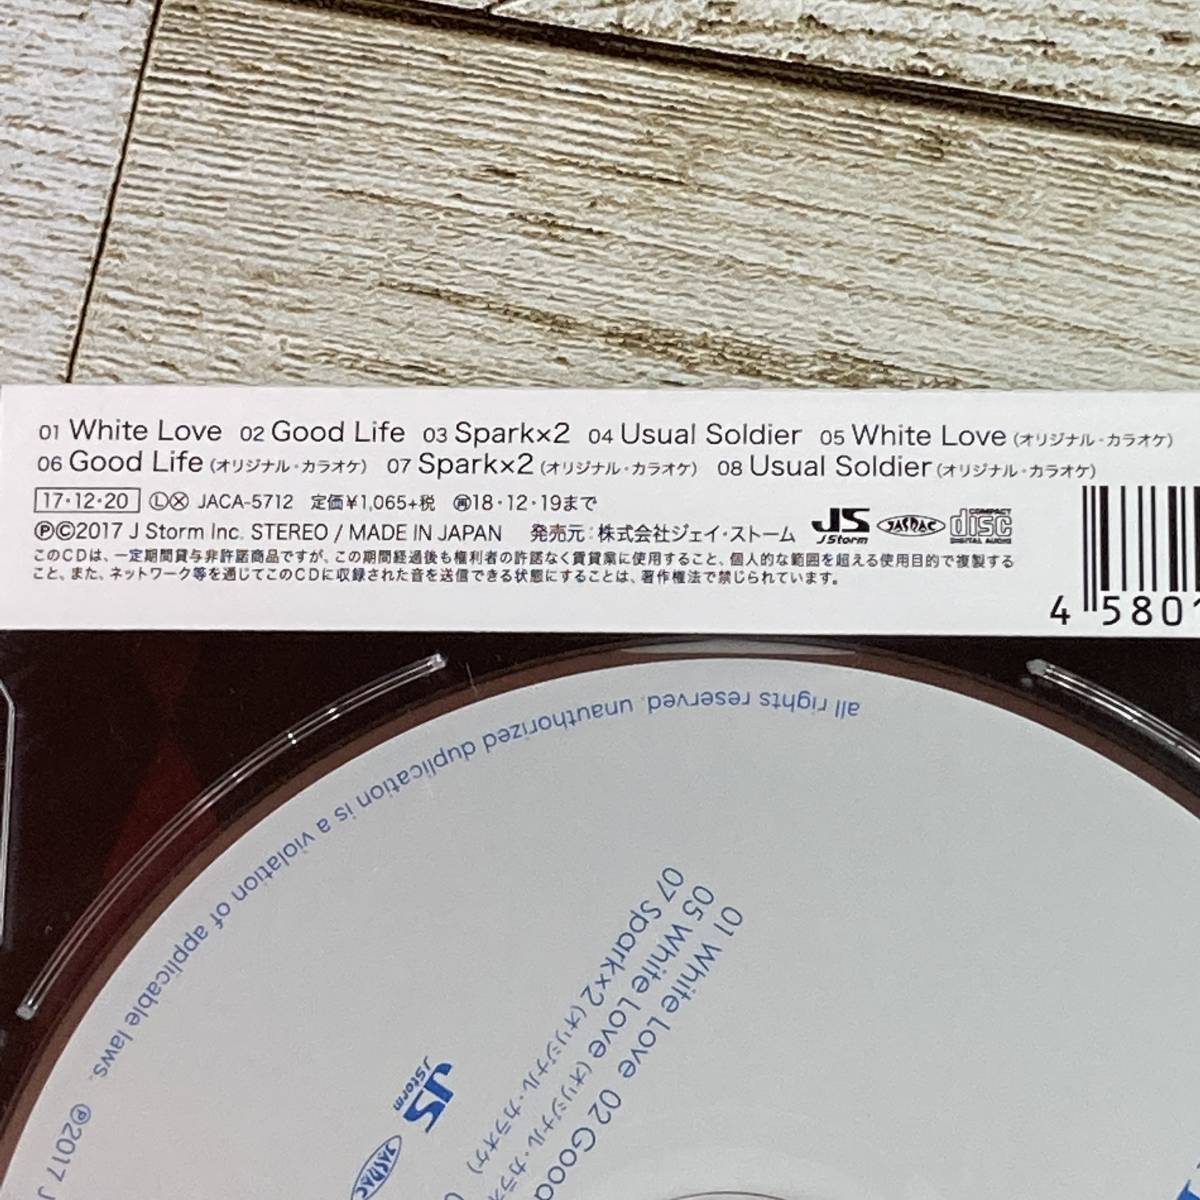 01 White Love 02 Good Life 03 Spark×2 04 Usual Soldier 05 White Love (オリジナル・カラオケ)
06 Good Life (オリジナル・カラオケ) 07 Spark×2 (オリジナル・カラオケ) 08 Usual Soldier (オリジナル・カラオケ)
17・12・20 Ⓛ Ⓧ JACA-5712 定価¥1,065+税 再18・12・19まで
Ⓟ©2017 J Storm Inc. STEREO / MADE IN JAPAN 発売元:株式会社ジェイ・ストーム JS J Storm JASRAC COMPACT disc DIGITAL AUDIO
このCDは、一定期間貸与非許諾商品ですが、この期間経過後も権利者の許諾なく賃貸業に使用すること、個人的な範囲を超える使用目的で複製する
こと、また、ネットワーク等を通じてこのCDに収録された音を送信できる状態にすることは、著作権法で禁じられています。
4 5801
all rights reserved. unauthorized duplication is a violation of applicable laws. Ⓟ2017 J
01 White Love 02 Good
05 White Love (オリジナル・カラ
07 Spark×2 (オリジナル・カラオケ)
JS
J Storm
JASRAC